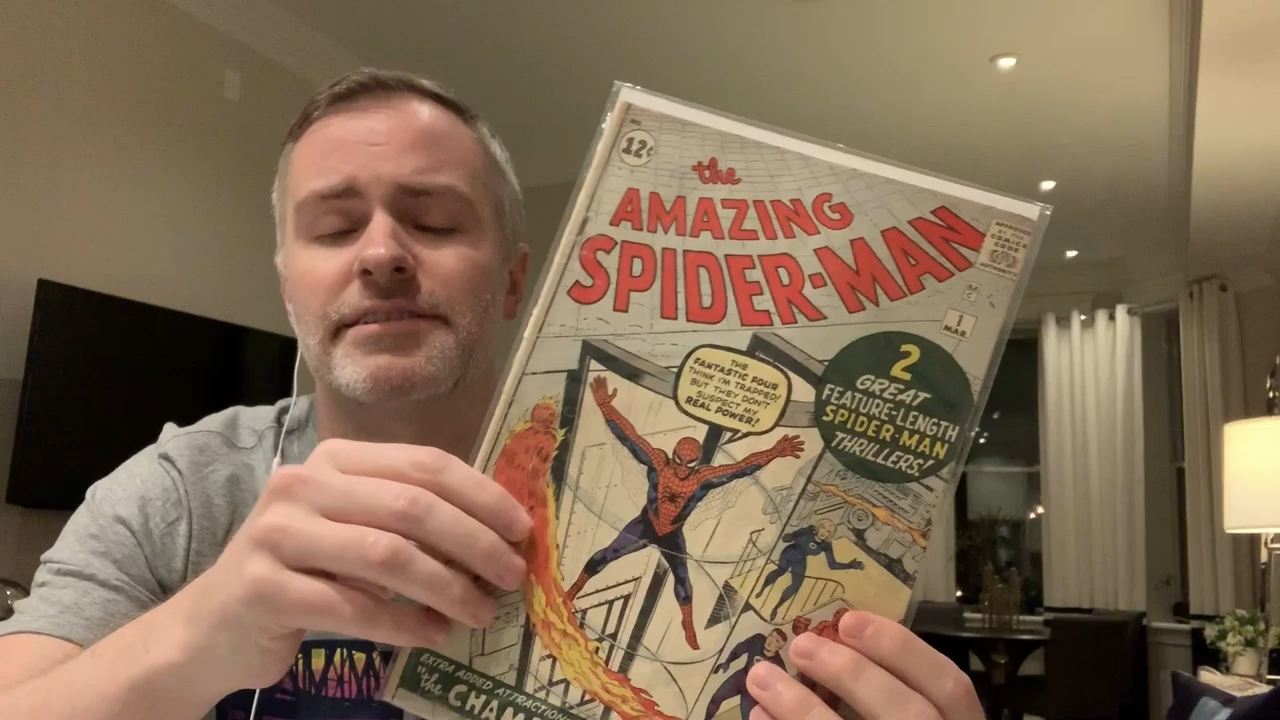 12¢
the
AMAZING
SPIDER-MAN
APPROVED
BY THE
COMICS
CODE
AUTHORITY
M
C
1
MAR.
THE
FANTASTIC FOUR
THINK I'M TRAPPED!
BUT THEY DON'T
SUSPECT MY
REAL POWER!
2
GREAT
FEATURE-LENGTH
SPIDER-MAN
THRILLERS!
EXTRA ADDED ATTRACTION:
"the